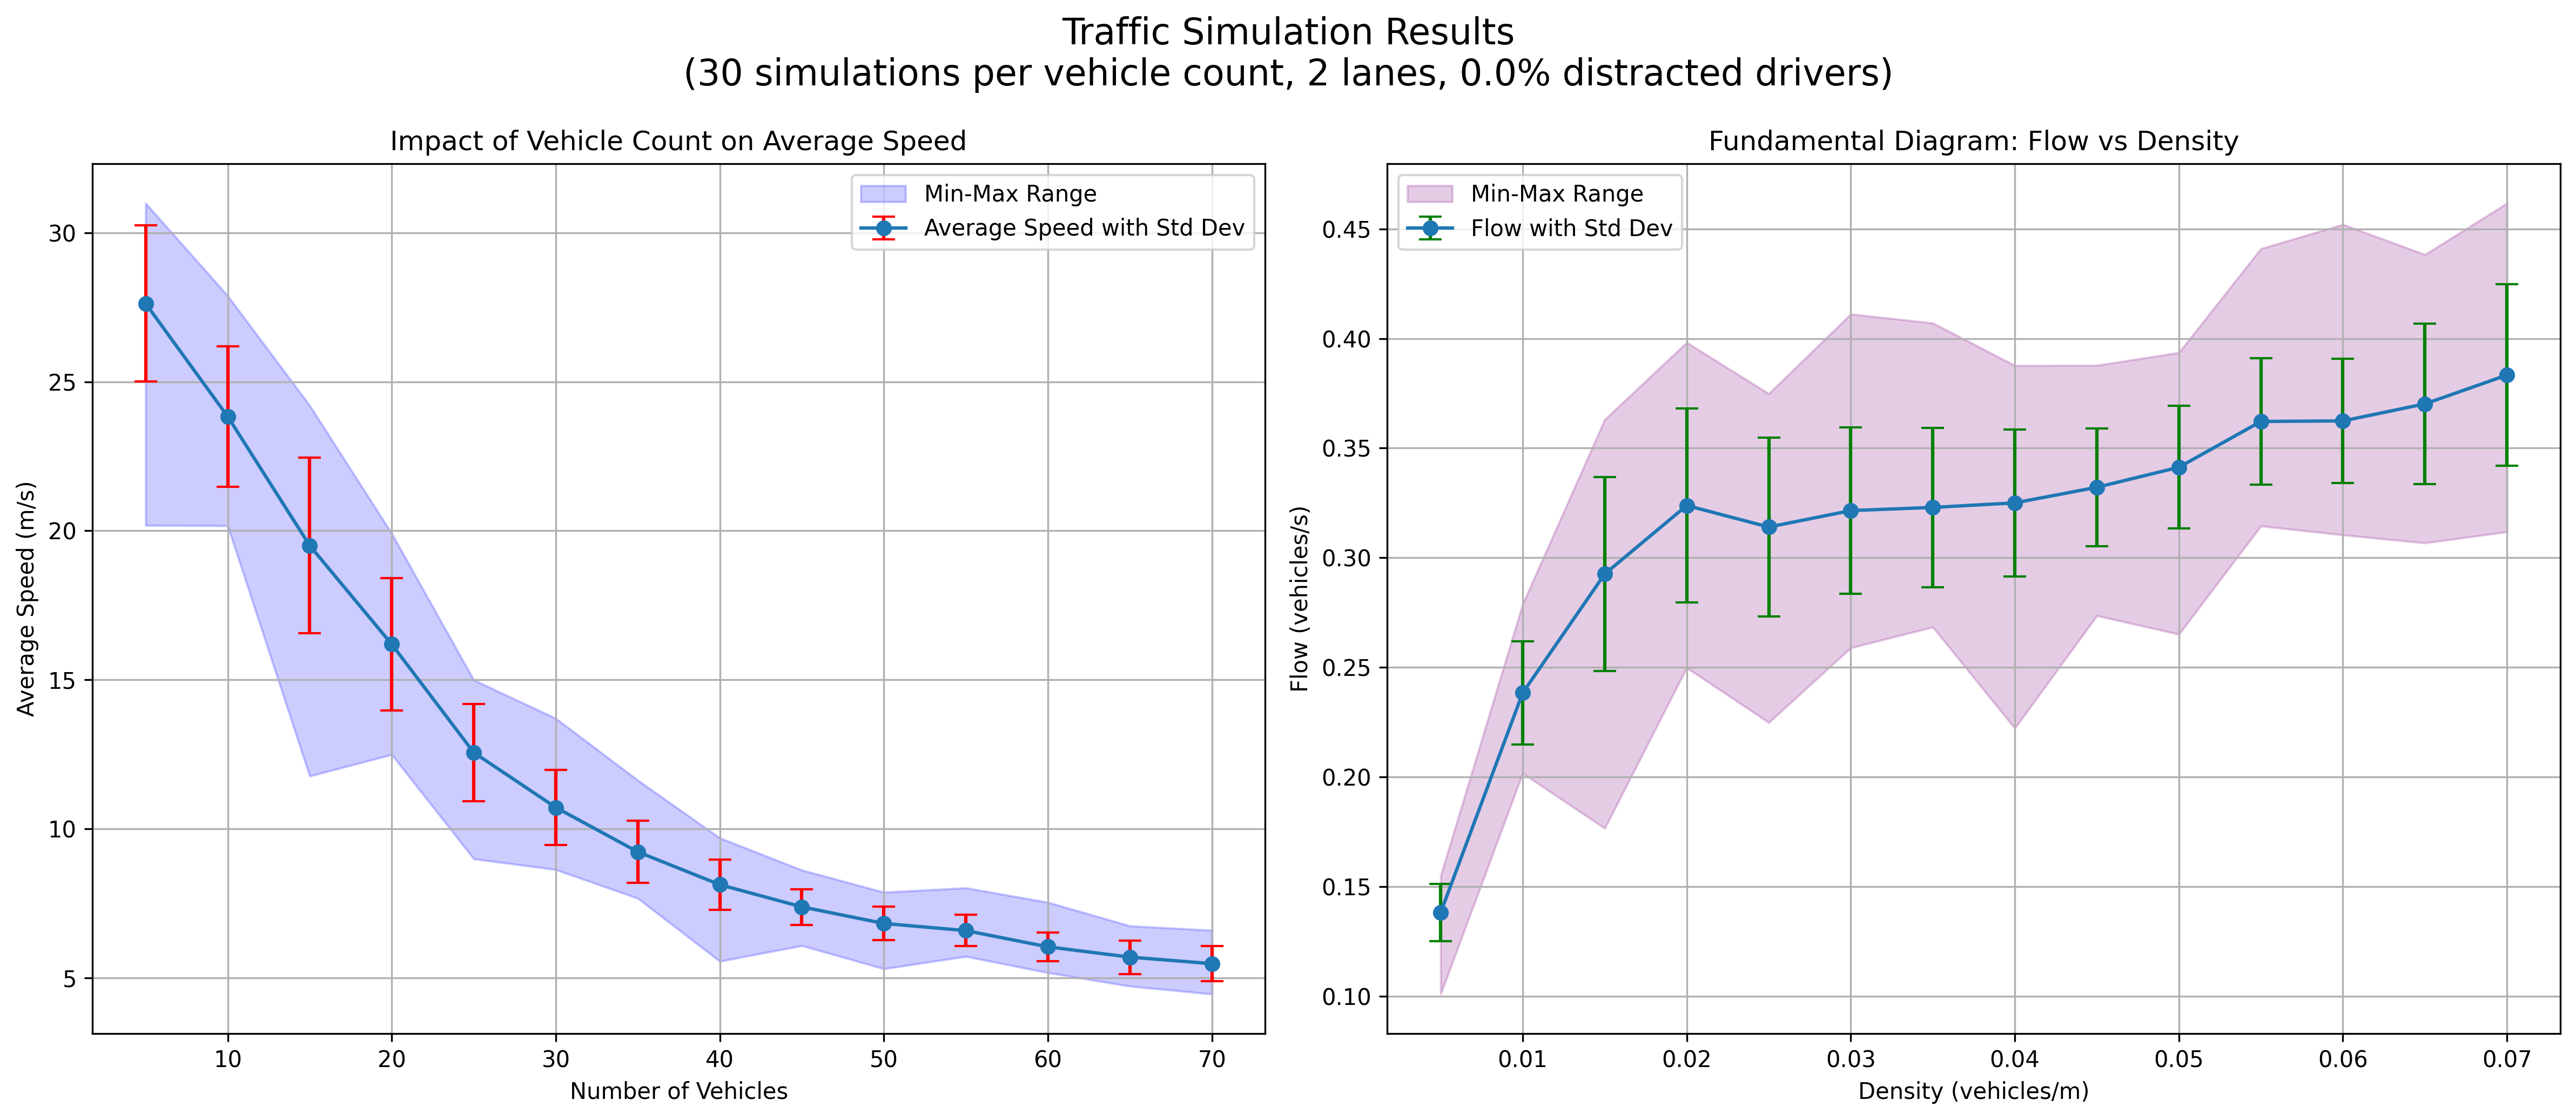 Traffic Simulation Results
(30 simulations per vehicle count, 2 lanes, 0.0% distracted drivers)
Impact of Vehicle Count on Average Speed
Min-Max Range
Average Speed with Std Dev
Average Speed (m/s)
30
25
20
15
10
5
10
20
30
40
50
60
70
Number of Vehicles
Fundamental Diagram: Flow vs Density
Min-Max Range
Flow with Std Dev
Flow (vehicles/s)
0.45
0.40
0.35
0.30
0.25
0.20
0.15
0.10
0.01
0.02
0.03
0.04
0.05
0.06
0.07
Density (vehicles/m)